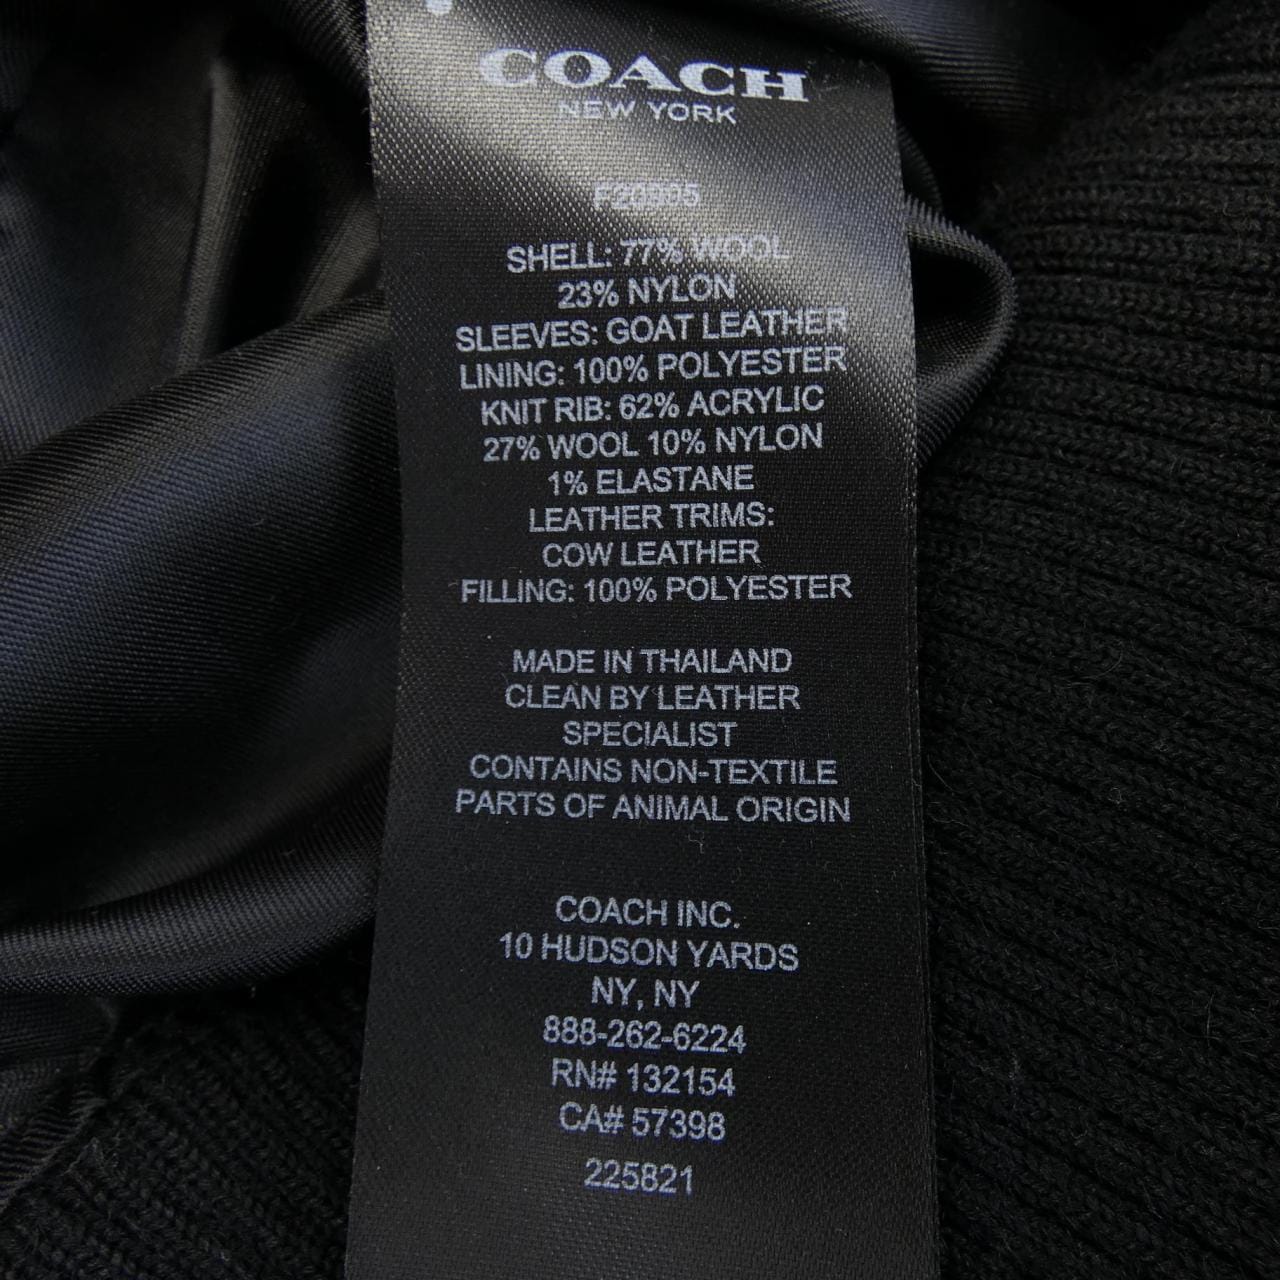 COACH
NEW YORK
F20905
SHELL: 77% WOOL
23% NYLON
SLEEVES: GOAT LEATHER
LINING: 100% POLYESTER
KNIT RIB: 62% ACRYLIC
27% WOOL 10% NYLON
1% ELASTANE
LEATHER TRIMS:
COW LEATHER
FILLING: 100% POLYESTER
MADE IN THAILAND
CLEAN BY LEATHER
SPECIALIST
CONTAINS NON-TEXTILE
PARTS OF ANIMAL ORIGIN
COACH INC.
10 HUDSON YARDS
NY, NY
888-262-6224
RN# 132154
CA# 57398
225821